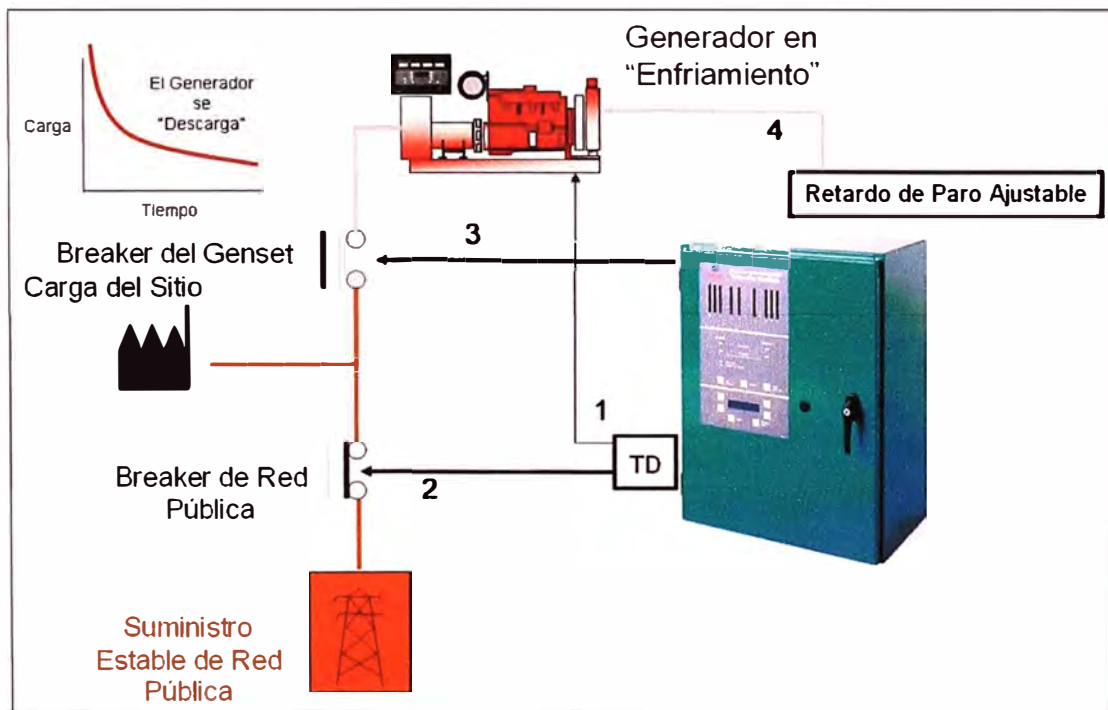 Generador en
“Enfriamiento”
El Generador
se
"Descarga"
Carga
Tiempo
4
Retardo de Paro Ajustable
Breaker del Genset
3
Carga del Sitio
1
TD
Breaker de Red
Pública
2
Suministro
Estable de Red
Pública